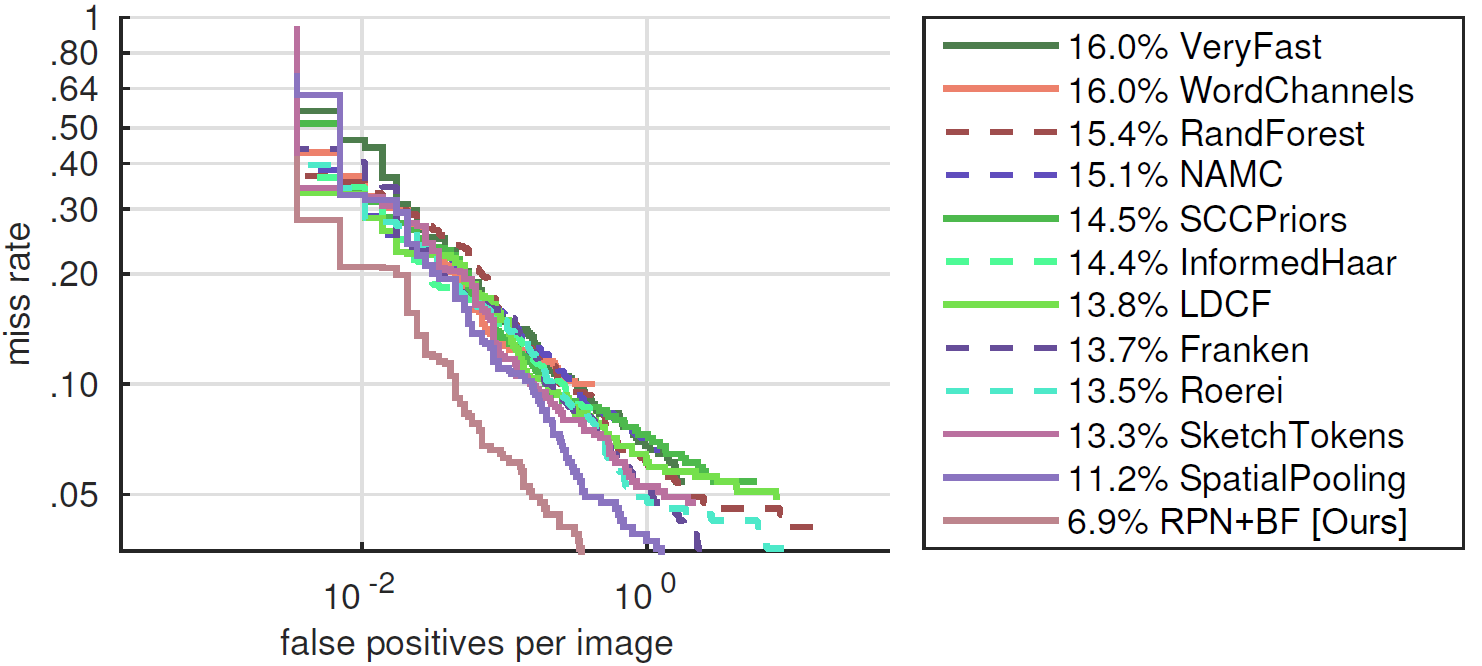 1
.80
.64
.50
.40
.30
.20
.10
.05
miss rate
10^-2
10^0
false positives per image
16.0% VeryFast
16.0% WordChannels
15.4% RandForest
15.1% NAMC
14.5% SCCPriors
14.4% InformedHaar
13.8% LDCF
13.7% Franken
13.5% Roerei
13.3% SketchTokens
11.2% SpatialPooling
6.9% RPN+BF [Ours]